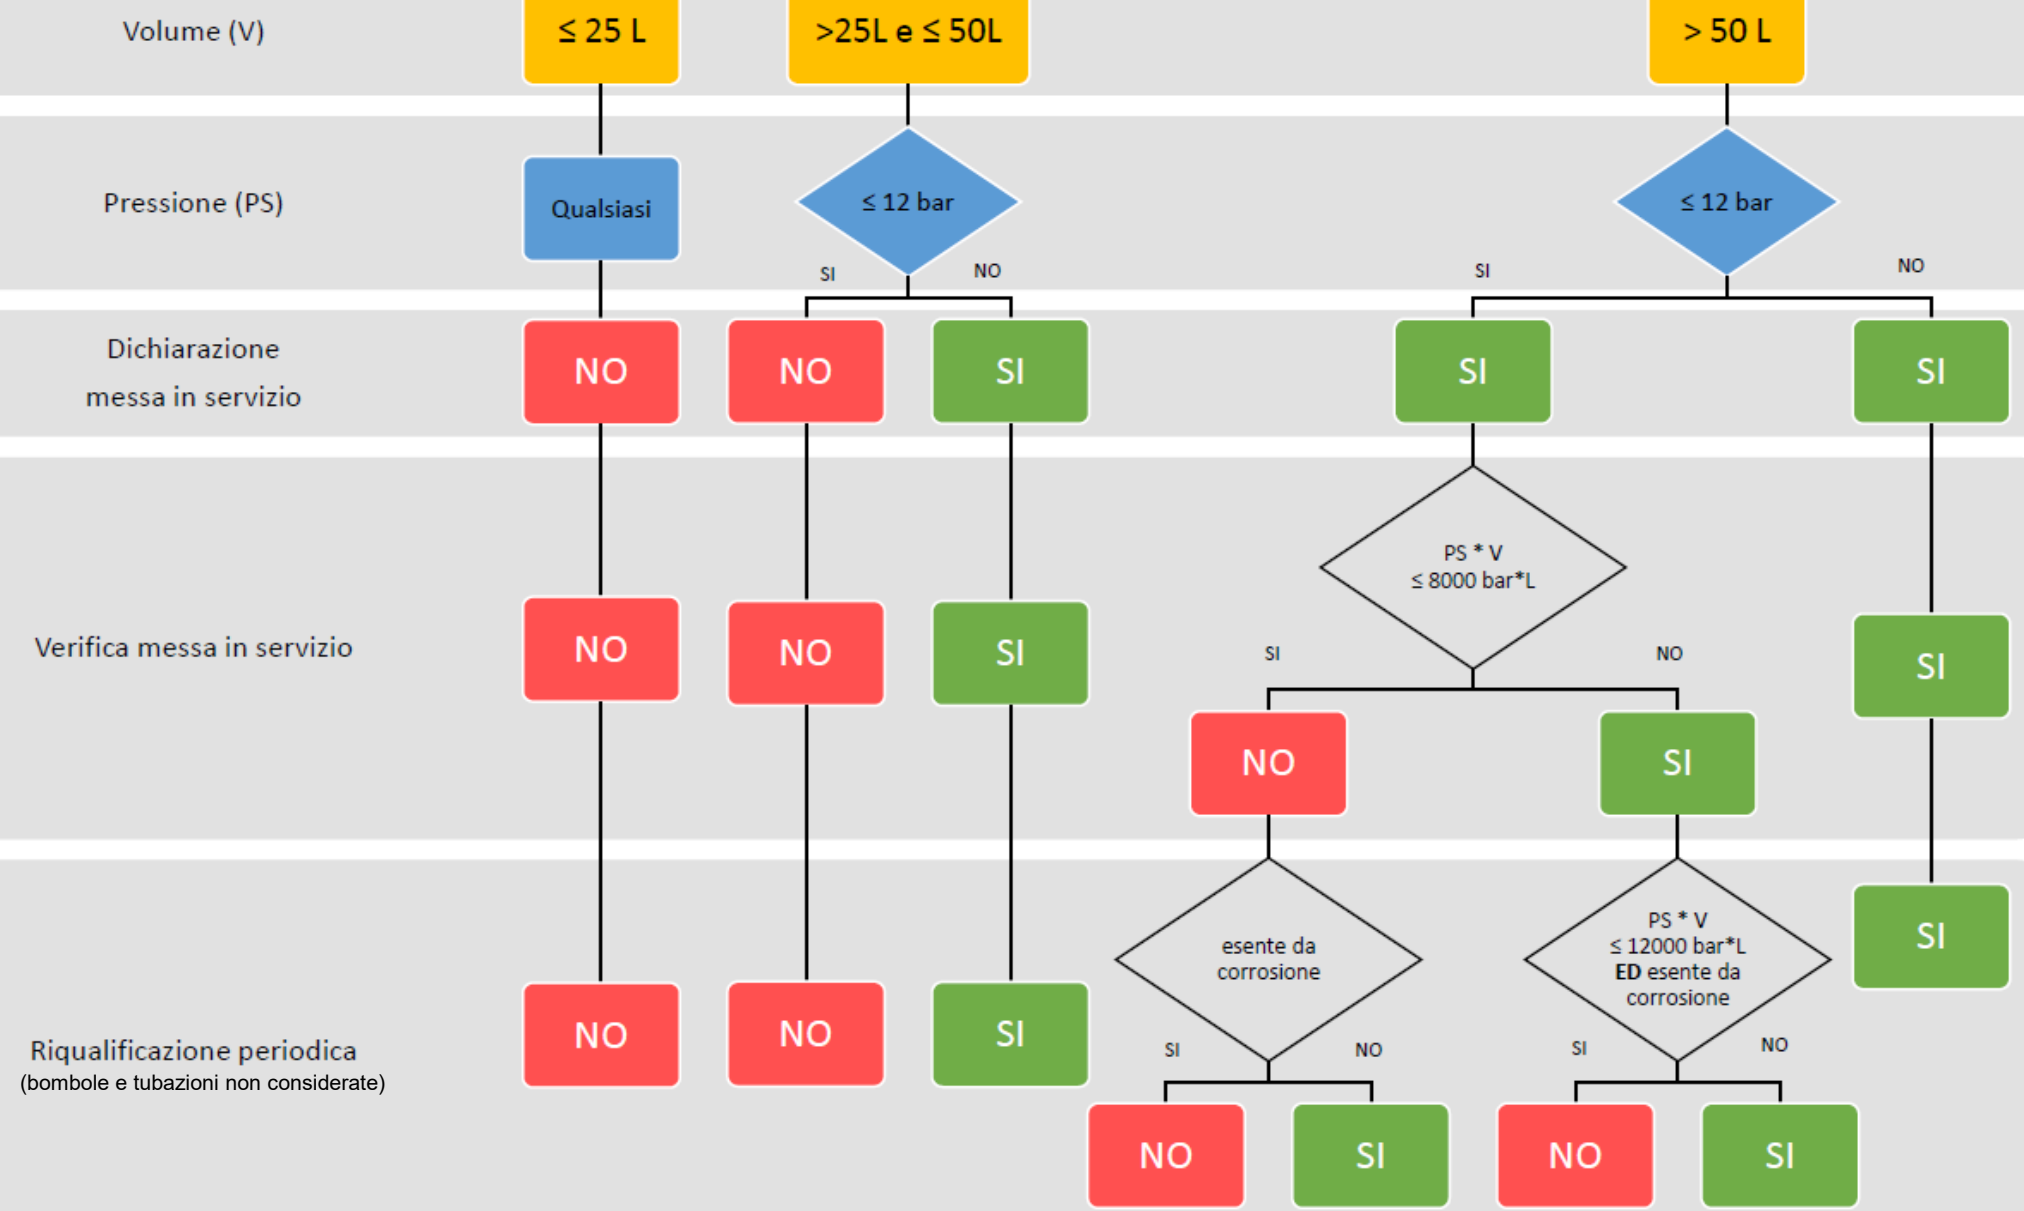 Volume (V)
≤ 25 L
>25L e ≤ 50L
> 50 L
Pressione (PS)
Qualsiasi
≤ 12 bar
≤ 12 bar
SI
NO
SI
NO
Dichiarazione
messa in servizio
NO
NO
SI
SI
SI
PS * V
≤ 8000 bar*L
Verifica messa in servizio
NO
NO
SI
SI
NO
SI
NO
SI
PS * V
≤ 12000 bar*L
ED esente da
corrosione
esente da
corrosione
SI
Riqualificazione periodica
(bombole e tubazioni non considerate)
NO
NO
SI
SI
NO
SI
NO
NO
SI
NO
SI